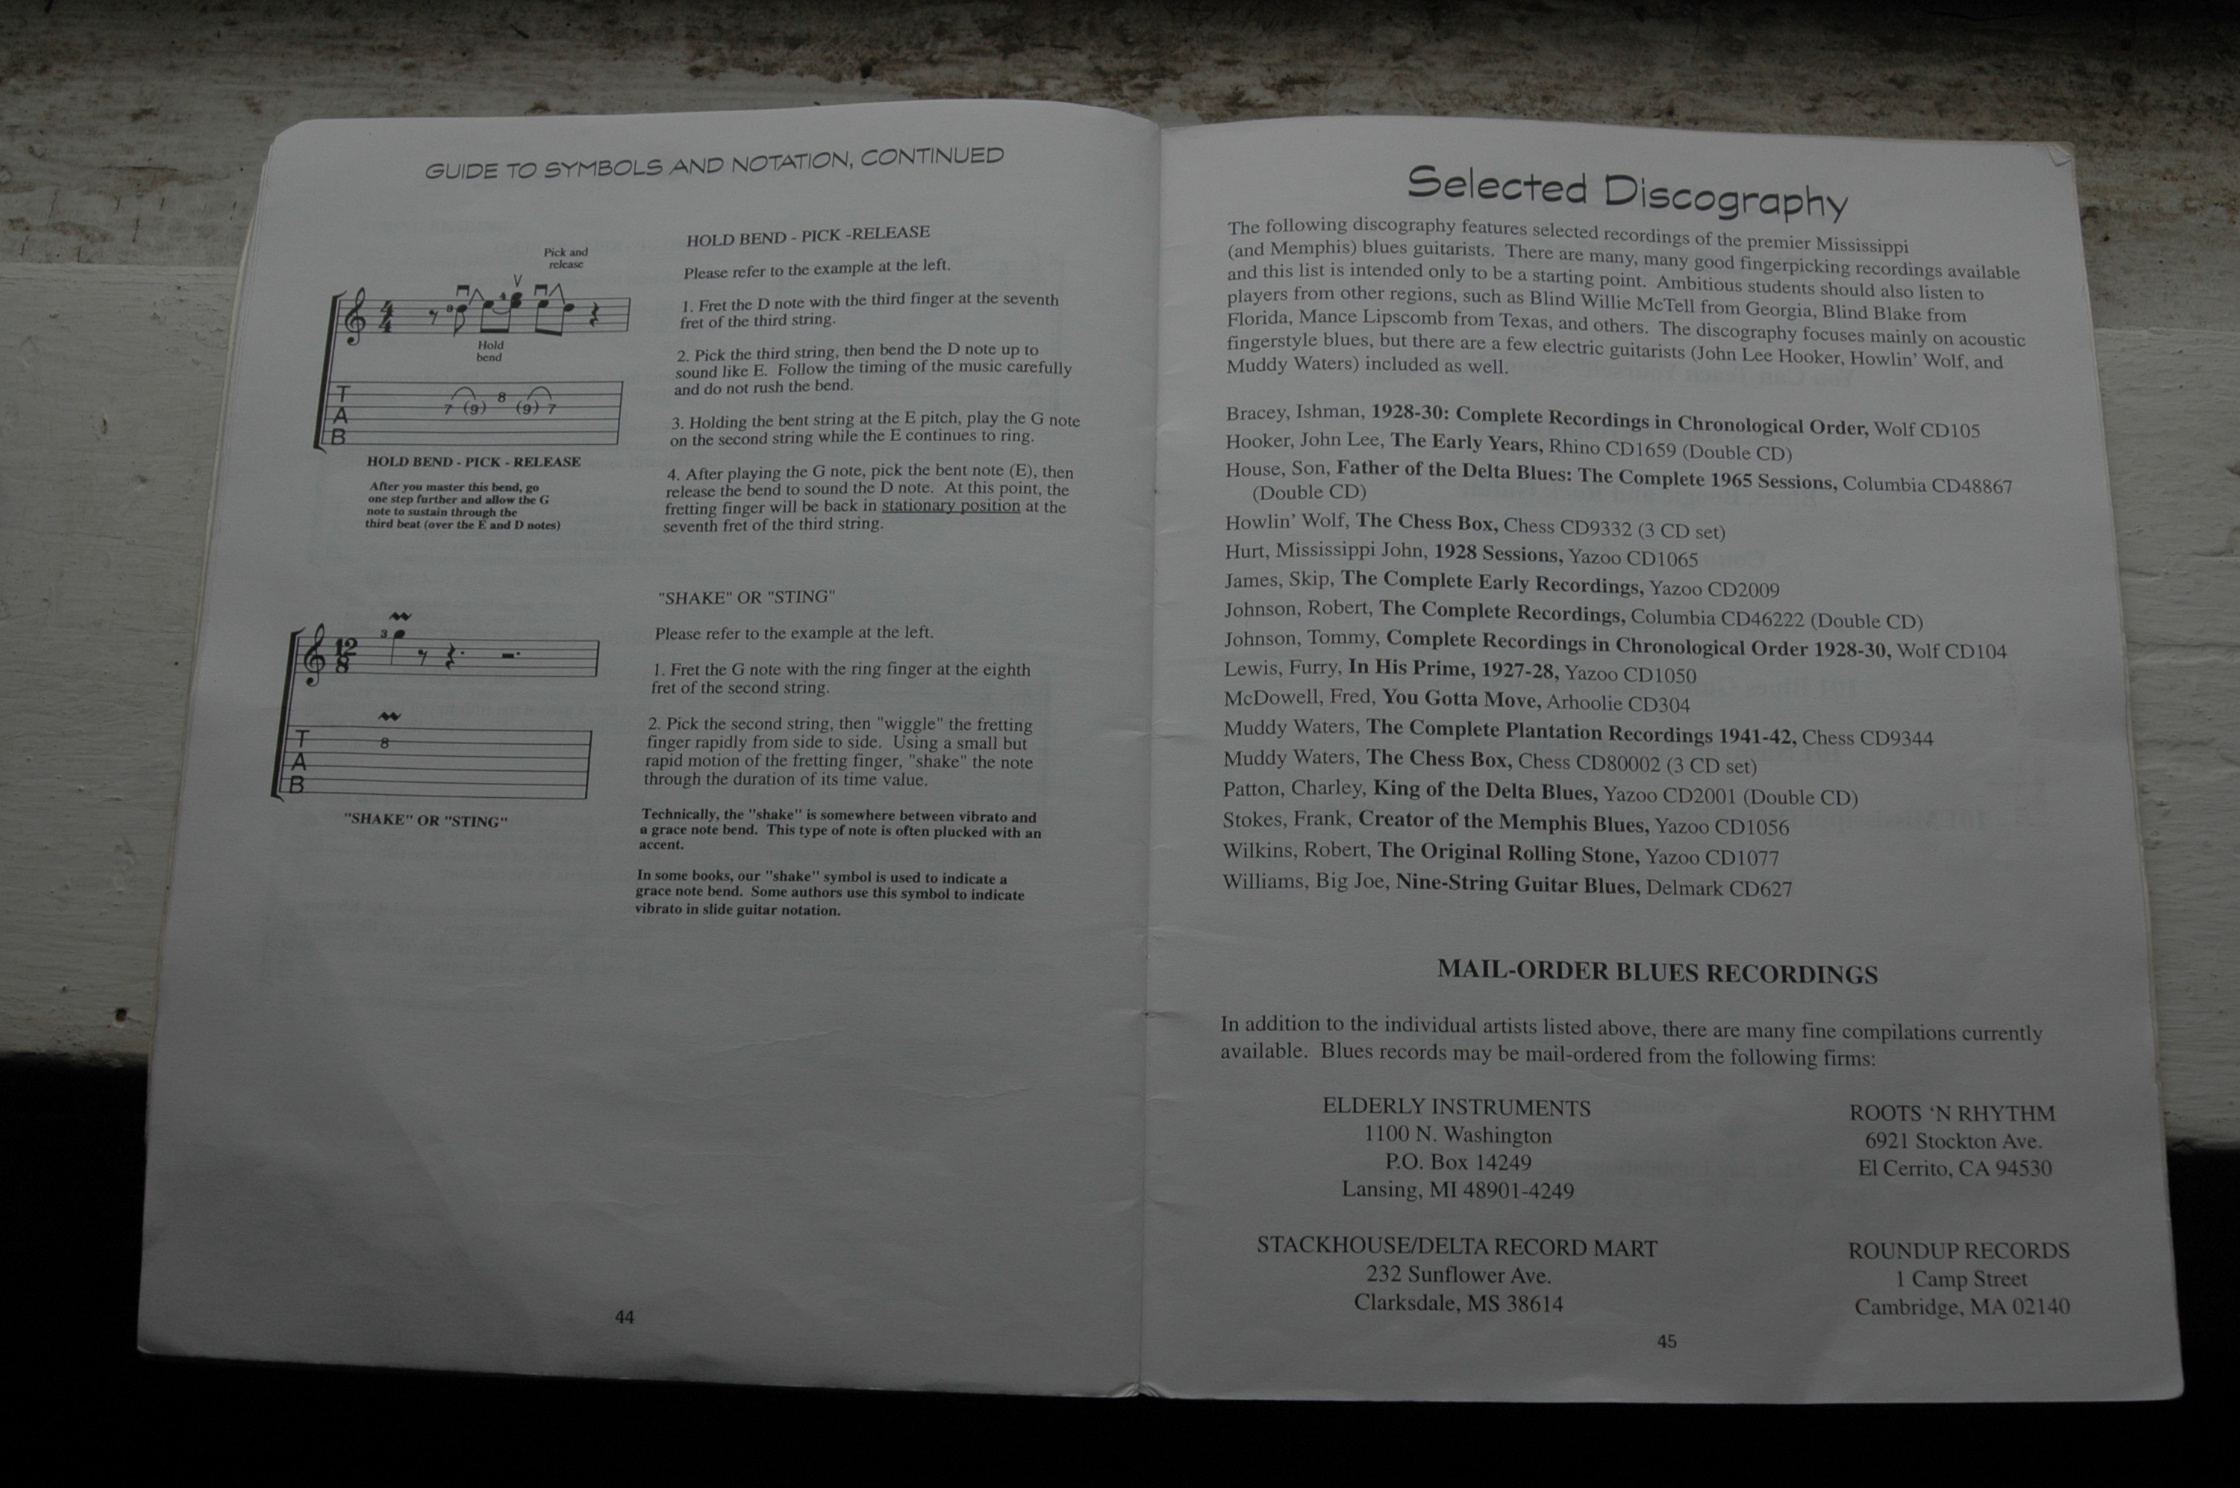 GUIDE TO SYMBOLS AND NOTATION, CONTINUED
Pick and
release
Hold
bend
T
A
B
7 (9) 8 (9) 7
HOLD BEND - PICK - RELEASE
After you master this bend, go
one step further and allow the G
note to sustain through the
third beat (over the E and D notes)
HOLD BEND - PICK -RELEASE
Please refer to the example at the left.
1. Fret the D note with the third finger at the seventh
fret of the third string.
2. Pick the third string, then bend the D note up to
sound like E. Follow the timing of the music carefully
and do not rush the bend.
3. Holding the bent string at the E pitch, play the G note
on the second string while the E continues to ring.
4. After playing the G note, pick the bent note (E), then
release the bend to sound the D note. At this point, the
fretting finger will be back in stationary position at the
seventh fret of the third string.
3
12
8
T
A
B
8
"SHAKE" OR "STING"
"SHAKE" OR "STING"
Please refer to the example at the left.
1. Fret the G note with the ring finger at the eighth
fret of the second string.
2. Pick the second string, then "wiggle" the fretting
finger rapidly from side to side. Using a small but
rapid motion of the fretting finger, "shake" the note
through the duration of its time value.
Technically, the "shake" is somewhere between vibrato and
a grace note bend. This type of note is often plucked with an
accent.
In some books, our "shake" symbol is used to indicate a
grace note bend. Some authors use this symbol to indicate
vibrato in slide guitar notation.
44
Selected Discography
The following discography features selected recordings of the premier Mississippi
(and Memphis) blues guitarists. There are many, many good fingerpicking recordings available
and this list is intended only to be a starting point. Ambitious students should also listen to
players from other regions, such as Blind Willie McTell from Georgia, Blind Blake from
Florida, Mance Lipscomb from Texas, and others. The discography focuses mainly on acoustic
fingerstyle blues, but there are a few electric guitarists (John Lee Hooker, Howlin' Wolf, and
Muddy Waters) included as well.
Bracey, Ishman, 1928-30: Complete Recordings in Chronological Order, Wolf CD105
Hooker, John Lee, The Early Years, Rhino CD1659 (Double CD)
House, Son, Father of the Delta Blues: The Complete 1965 Sessions, Columbia CD48867
(Double CD)
Howlin' Wolf, The Chess Box, Chess CD9332 (3 CD set)
Hurt, Mississippi John, 1928 Sessions, Yazoo CD1065
James, Skip, The Complete Early Recordings, Yazoo CD2009
Johnson, Robert, The Complete Recordings, Columbia CD46222 (Double CD)
Johnson, Tommy, Complete Recordings in Chronological Order 1928-30, Wolf CD104
Lewis, Furry, In His Prime, 1927-28, Yazoo CD1050
McDowell, Fred, You Gotta Move, Arhoolie CD304
Muddy Waters, The Complete Plantation Recordings 1941-42, Chess CD9344
Muddy Waters, The Chess Box, Chess CD80002 (3 CD set)
Patton, Charley, King of the Delta Blues, Yazoo CD2001 (Double CD)
Stokes, Frank, Creator of the Memphis Blues, Yazoo CD1056
Wilkins, Robert, The Original Rolling Stone, Yazoo CD1077
Williams, Big Joe, Nine-String Guitar Blues, Delmark CD627
MAIL-ORDER BLUES RECORDINGS
In addition to the individual artists listed above, there are many fine compilations currently
available. Blues records may be mail-ordered from the following firms:
ELDERLY INSTRUMENTS
1100 N. Washington
P.O. Box 14249
Lansing, MI 48901-4249
ROOTS 'N RHYTHM
6921 Stockton Ave.
El Cerrito, CA 94530
STACKHOUSE/DELTA RECORD MART
232 Sunflower Ave.
Clarksdale, MS 38614
ROUNDUP RECORDS
1 Camp Street
Cambridge, MA 02140
45